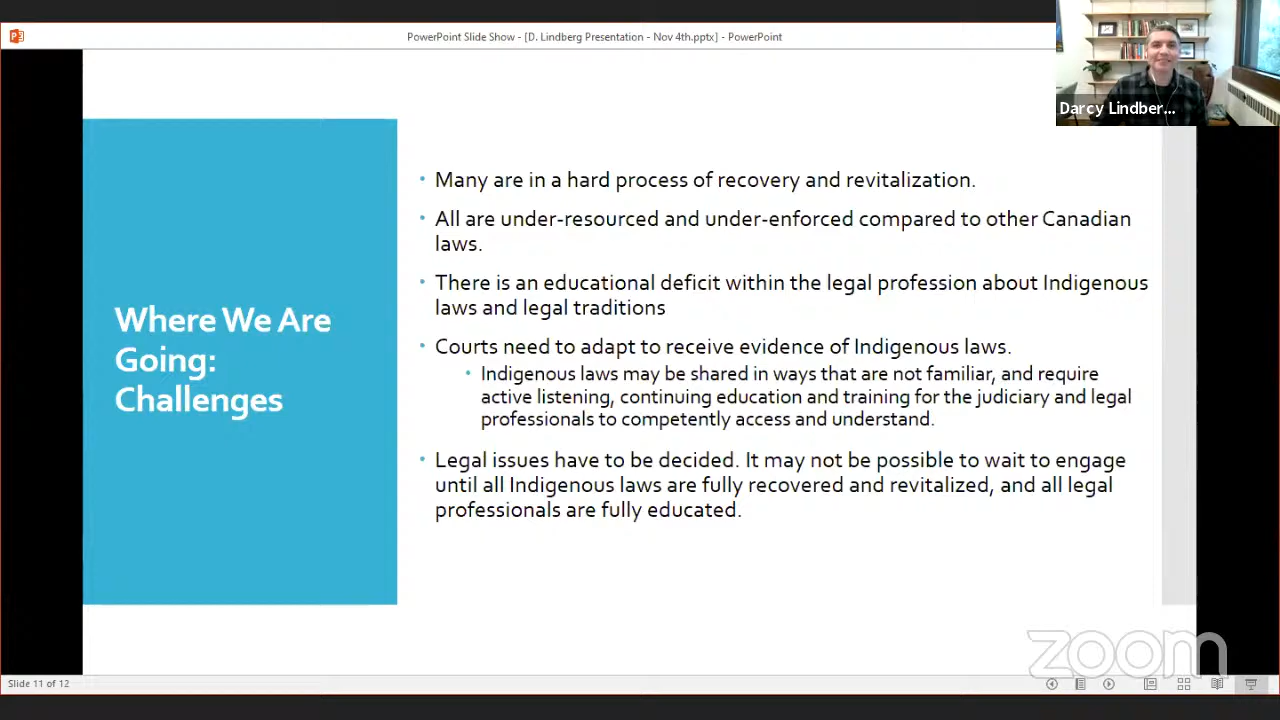 PowerPoint Slide Show - [D. Lindberg Presentation - Nov 4th.pptx] - PowerPoint
Darcy Lindber...
Where We Are
Going:
Challenges
• Many are in a hard process of recovery and revitalization.
• All are under-resourced and under-enforced compared to other Canadian
laws.
• There is an educational deficit within the legal profession about Indigenous
laws and legal traditions
• Courts need to adapt to receive evidence of Indigenous laws.
• Indigenous laws may be shared in ways that are not familiar, and require
active listening, continuing education and training for the judiciary and legal
professionals to competently access and understand.
• Legal issues have to be decided. It may not be possible to wait to engage
until all Indigenous laws are fully recovered and revitalized, and all legal
professionals are fully educated.
zoom
Slide 11 of 12